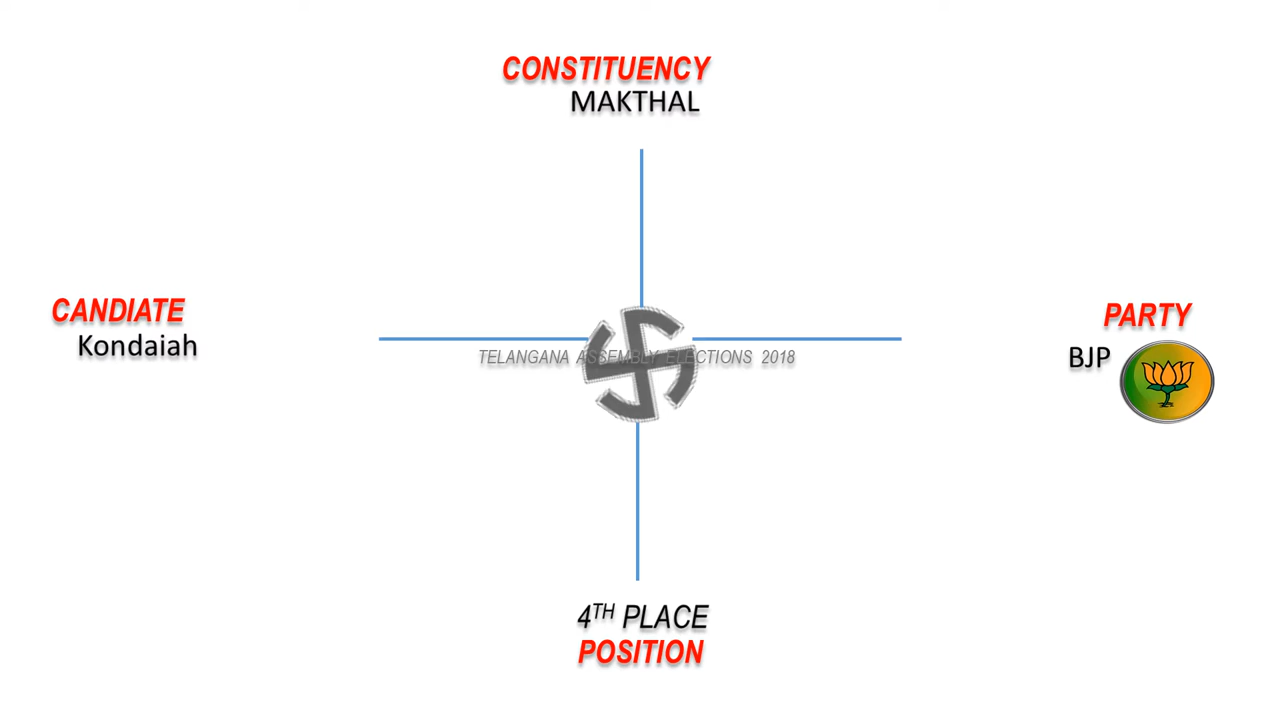 CONSTITUENCY
MAKTHAL
CANDIATE
Kondaiah
TELANGANA ASSEMBLY ELECTIONS 2018
PARTY
BJP
4TH PLACE
POSITION